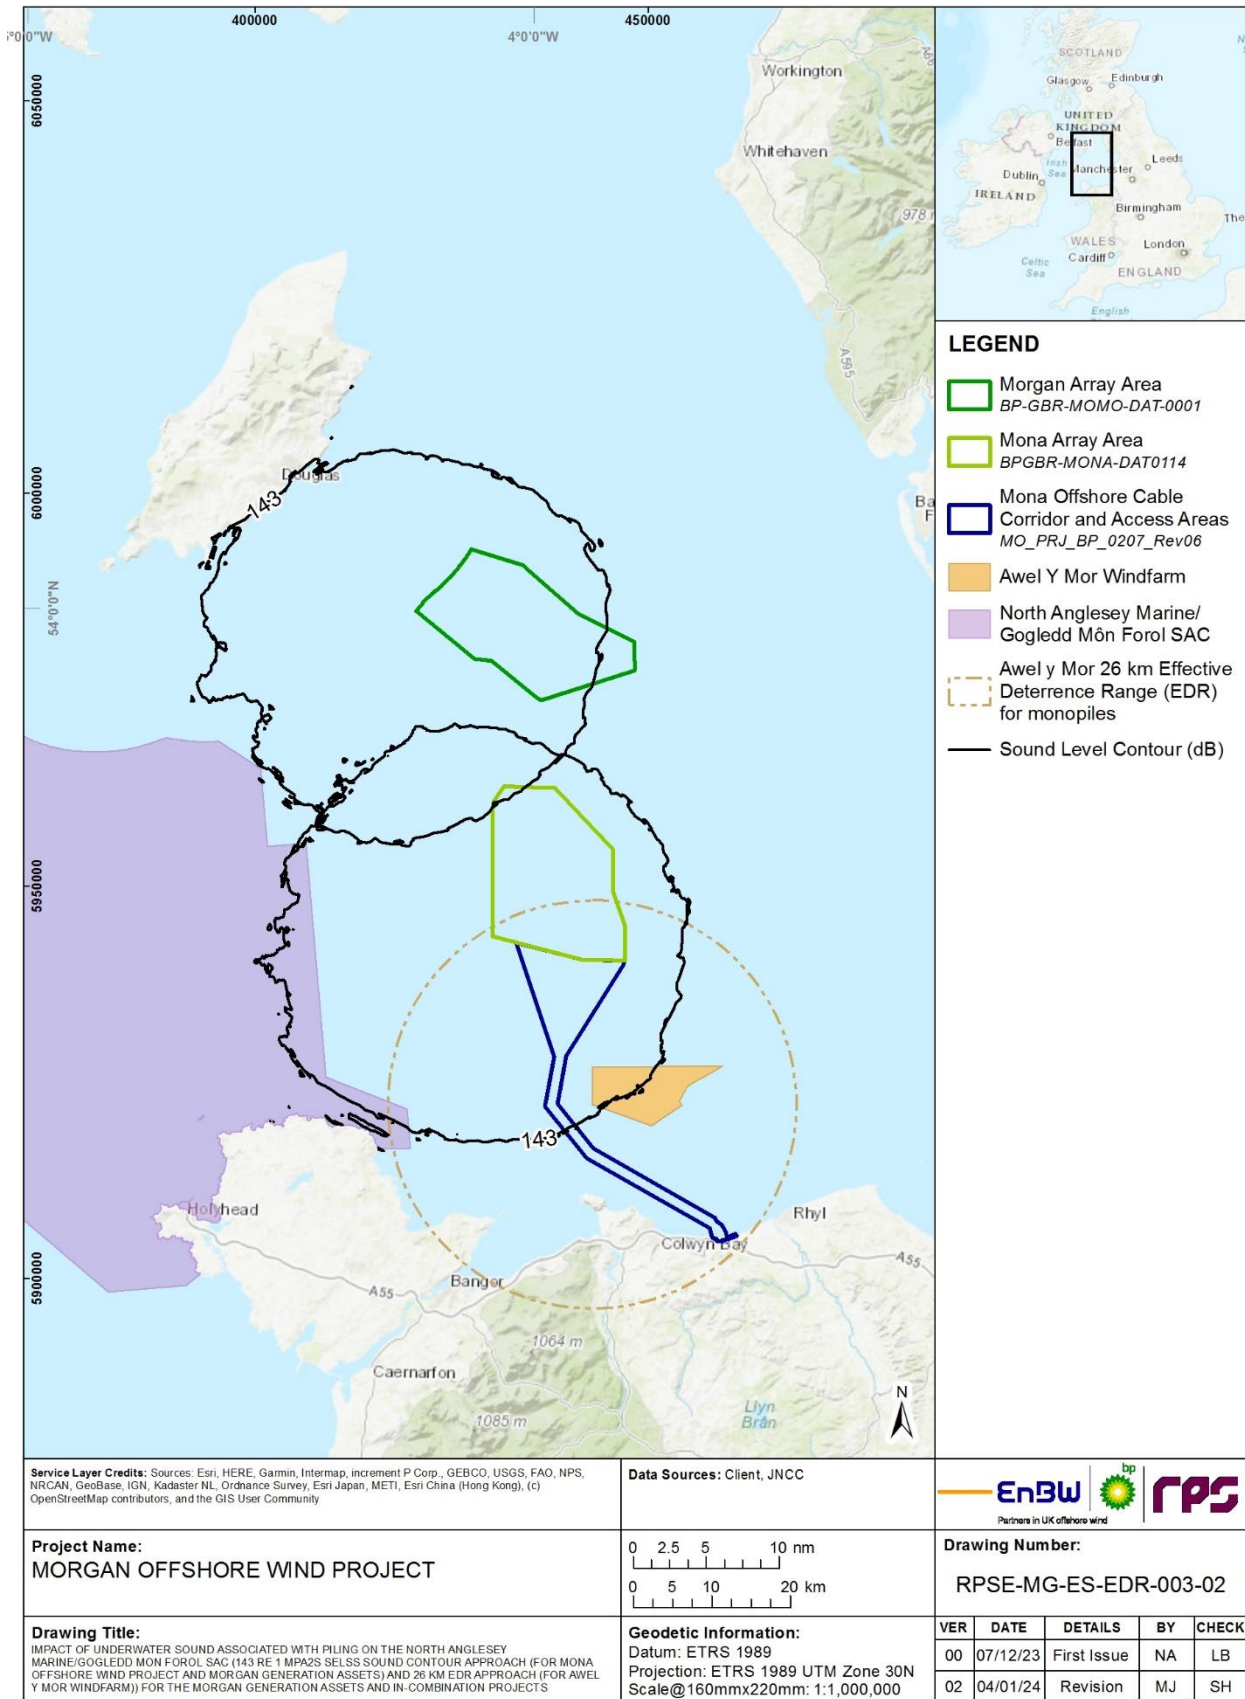 400000
450000
5°0'0"W
4°0'0"W
6050000
6000000
54°0'0"N
5950000
5900000
Workington
Whitehaven
978 m
A595
Douglas
143
Ba
F
143
Holyhead
Rhyl
Colwyn Bay
A55
Bangor
A55
1064 m
Caernarfon
1085 m
Llyn
Brân
N
SCOTLAND
Glasgow
Edinburgh
UNITED
KINGDOM
Belfast
Irish
Sea
Manchester
Leeds
Dublin
IRELAND
Birmingham
The
WALES
London
Cardiff
Celtic
Sea
ENGLAND
English
LEGEND
Morgan Array Area
BP-GBR-MOMO-DAT-0001
Mona Array Area
BPGBR-MONA-DAT0114
Mona Offshore Cable
Corridor and Access Areas
MO_PRJ_BP_0207_Rev06
Awel Y Mor Windfarm
North Anglesey Marine/
Gogledd Môn Forol SAC
Awel y Mor 26 km Effective
Deterrence Range (EDR)
for monopiles
Sound Level Contour (dB)
Service Layer Credits: Sources: Esri, HERE, Garmin, Intermap, increment P Corp., GEBCO, USGS, FAO, NPS,
NRCAN, GeoBase, IGN, Kadaster NL, Ordnance Survey, Esri Japan, METI, Esri China (Hong Kong), (c)
OpenStreetMap contributors, and the GIS User Community
Data Sources: Client, JNCC
EnBW
Partners in UK offshore wind
bp
rps
Project Name:
MORGAN OFFSHORE WIND PROJECT
0 2.5 5 10 nm
0 5 10 20 km
Drawing Number:
RPSE-MG-ES-EDR-003-02
Drawing Title:
IMPACT OF UNDERWATER SOUND ASSOCIATED WITH PILING ON THE NORTH ANGLESEY
MARINE/GOGLEDD MON FOROL SAC (143 RE 1 MPA2S SELSS SOUND CONTOUR APPROACH (FOR MONA
OFFSHORE WIND PROJECT AND MORGAN GENERATION ASSETS) AND 26 KM EDR APPROACH (FOR AWEL
Y MOR WINDFARM)) FOR THE MORGAN GENERATION ASSETS AND IN-COMBINATION PROJECTS
Geodetic Information:
Datum: ETRS 1989
Projection: ETRS 1989 UTM Zone 30N
Scale@160mmx220mm: 1:1,000,000
VER DATE DETAILS BY CHECK
00 07/12/23 First Issue NA LB
02 04/01/24 Revision MJ SH